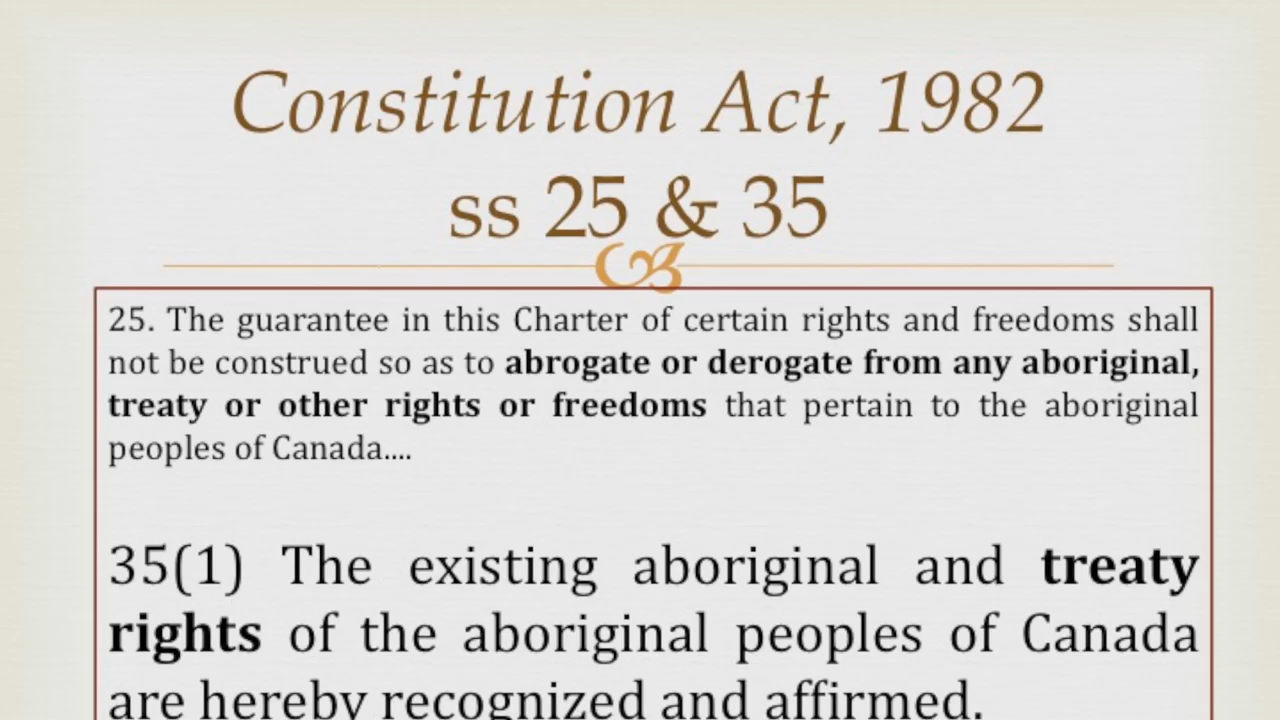 Constitution Act, 1982
ss 25 & 35
25. The guarantee in this Charter of certain rights and freedoms shall
not be construed so as to abrogate or derogate from any aboriginal,
treaty or other rights or freedoms that pertain to the aboriginal
peoples of Canada....
35(1) The existing aboriginal and treaty
rights of the aboriginal peoples of Canada
are hereby recognized and affirmed.